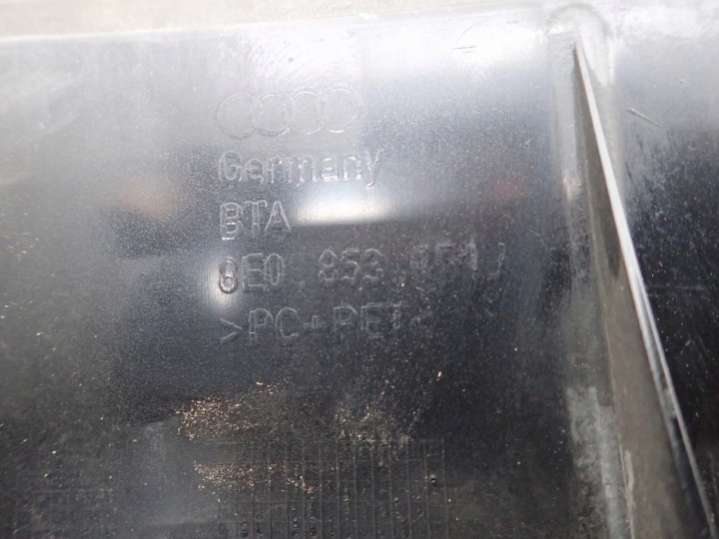 Germany
BTA
8E0 853
>PC+PET<